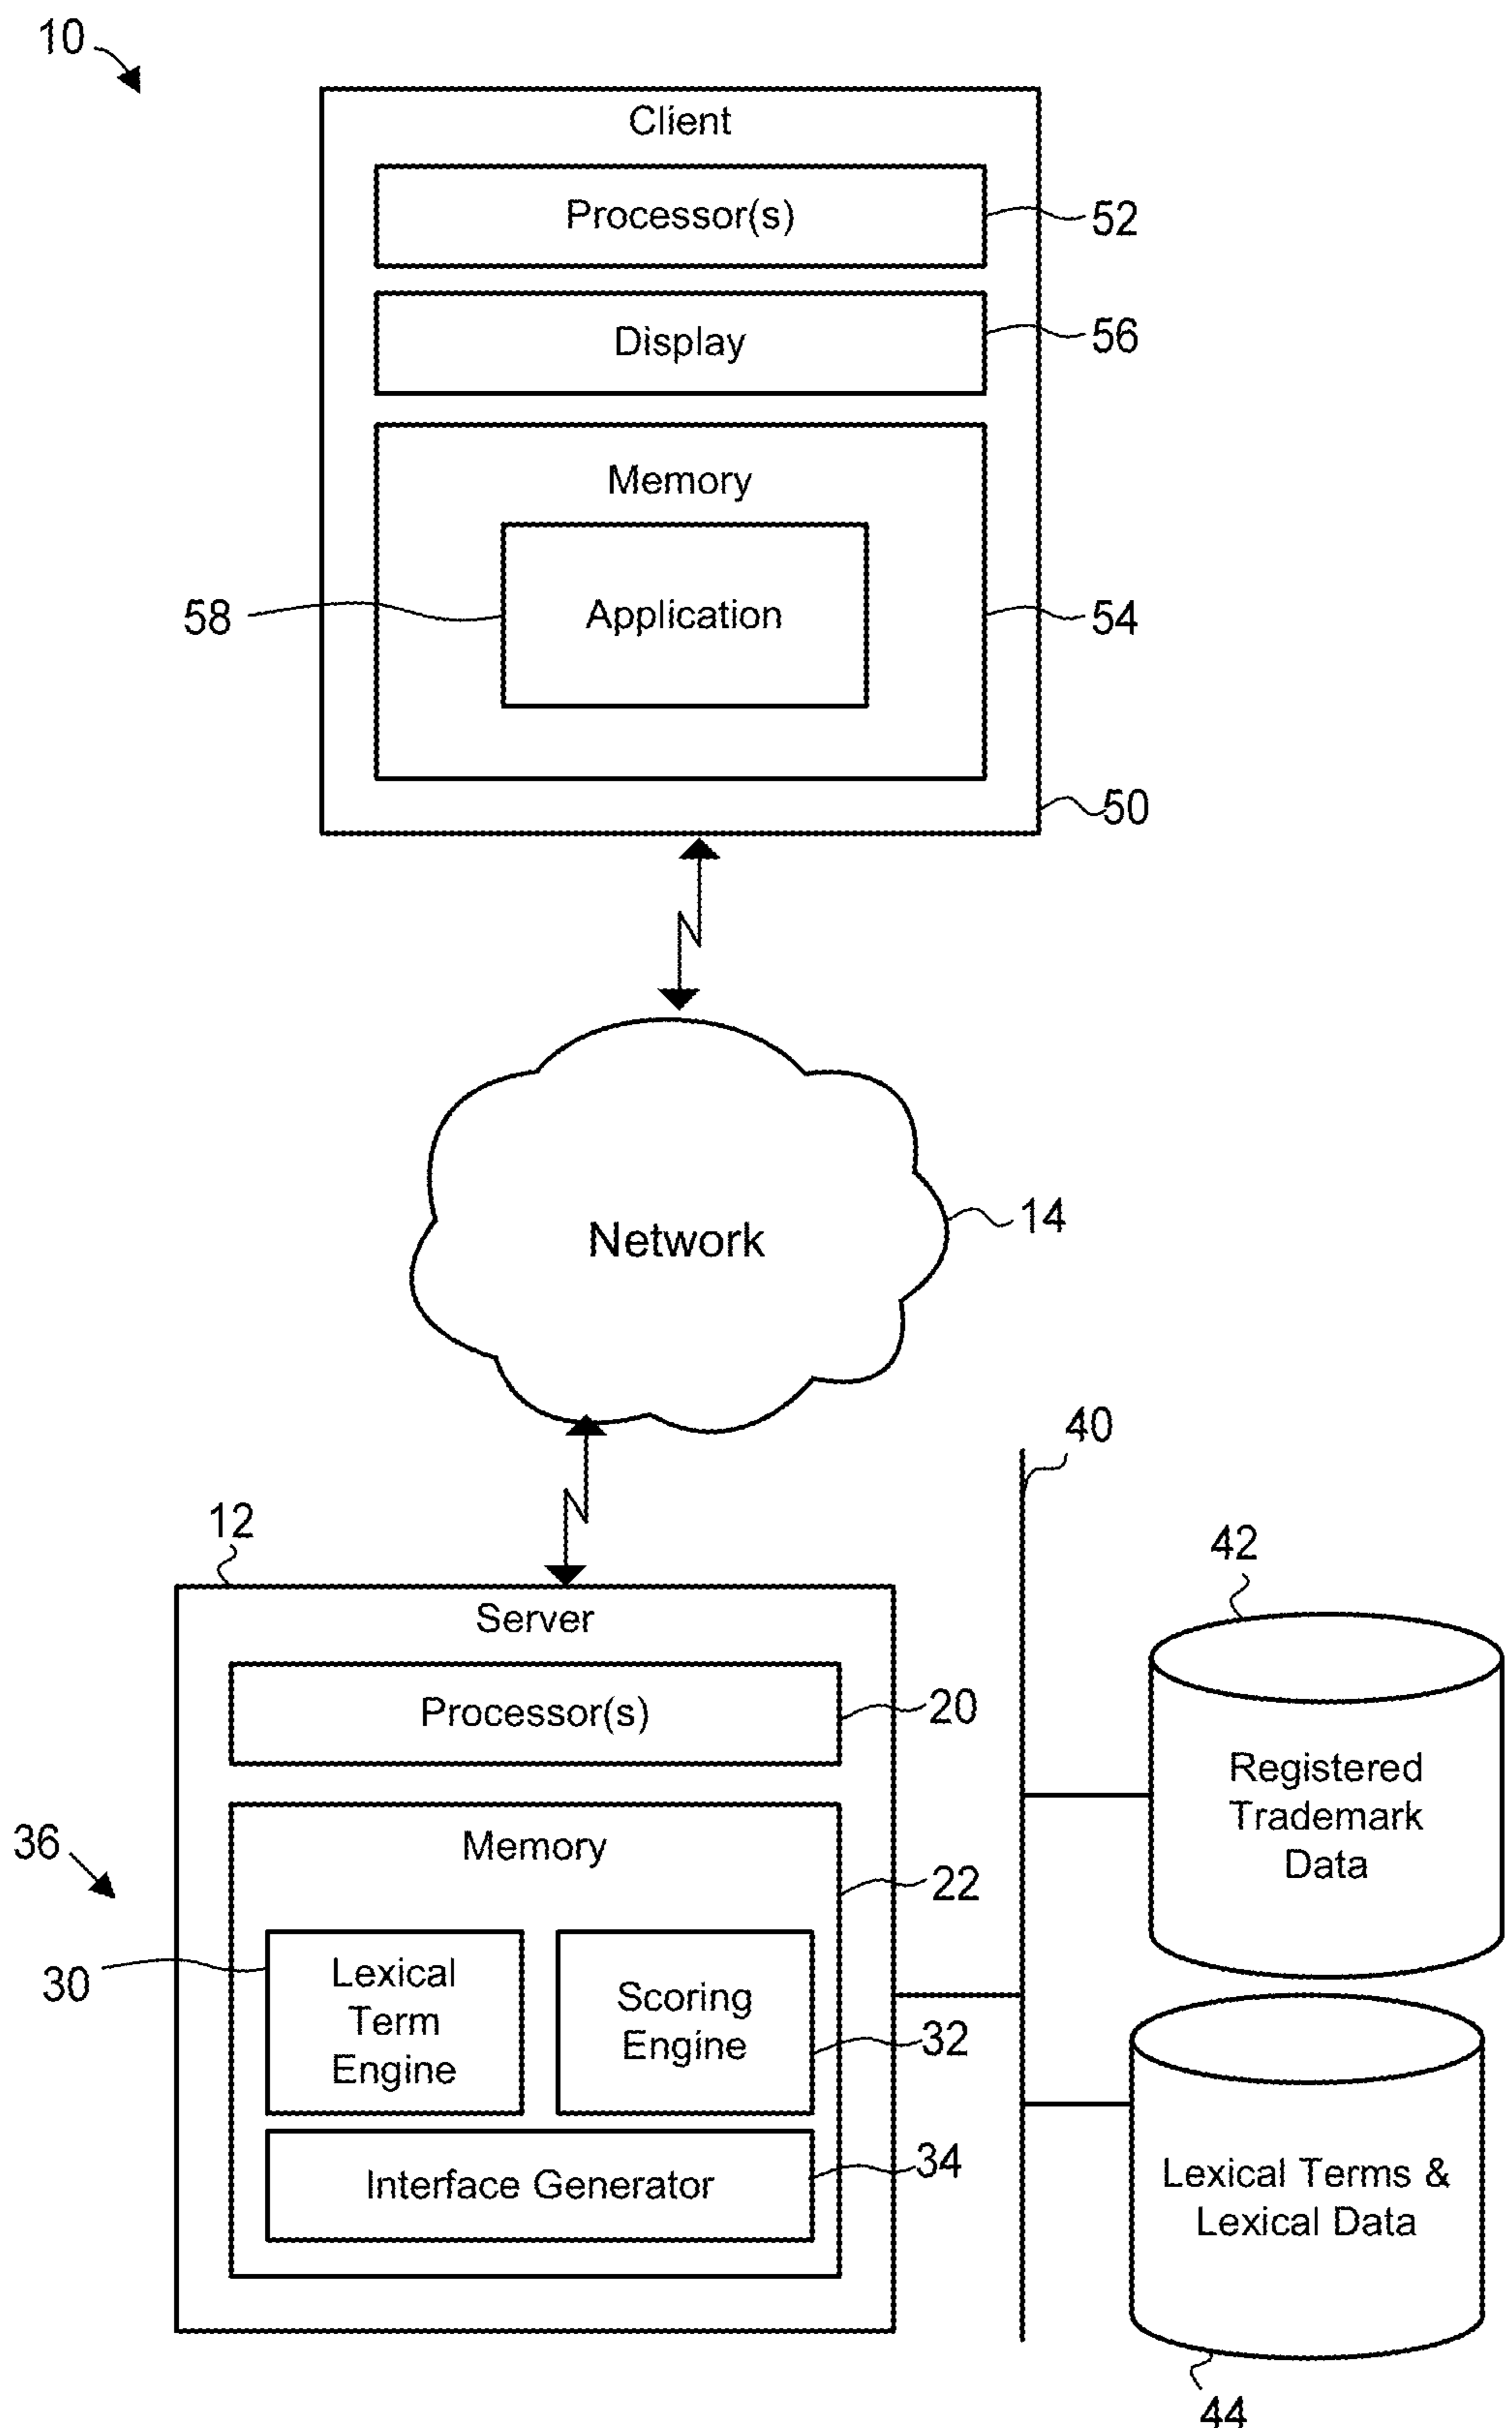 10
Client
Processor(s)
52
Display
56
Memory
Application
58
54
50
Network
14
40
12
42
Server
Processor(s)
20
Registered
Trademark
Data
36
Memory
22
30
Lexical
Term
Engine
Scoring
Engine
32
Interface Generator
34
Lexical Terms &
Lexical Data
44